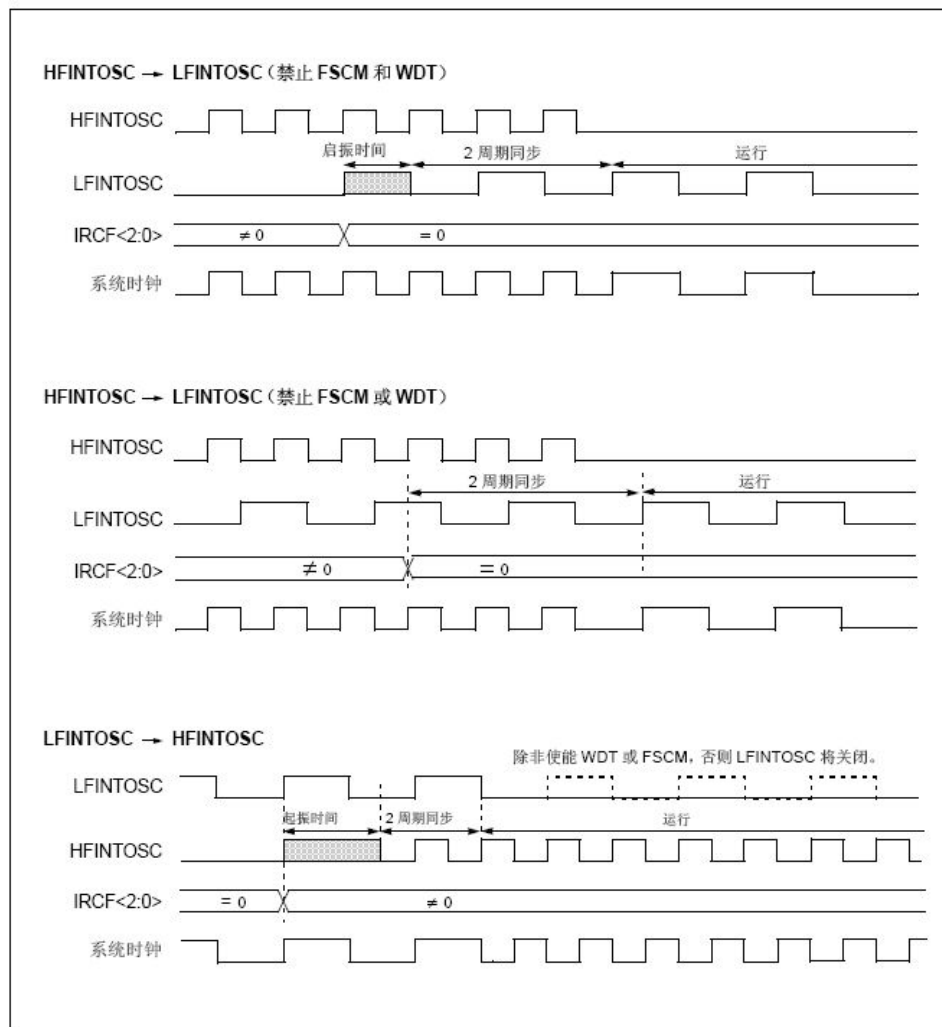 HFINTOSC → LFINTOSC（禁止 FSCM 和 WDT）
HFINTOSC
启振时间 2 周期同步 运行
LFINTOSC
IRCF<2:0> ≠ 0 = 0
系统时钟
HFINTOSC → LFINTOSC（禁止 FSCM 或 WDT）
HFINTOSC
2 周期同步 运行
LFINTOSC
IRCF<2:0> ≠ 0 = 0
系统时钟
LFINTOSC → HFINTOSC
除非使能 WDT 或 FSCM，否则 LFINTOSC 将关闭。
LFINTOSC
起振时间 2 周期同步 运行
HFINTOSC
IRCF<2:0> = 0 ≠ 0
系统时钟